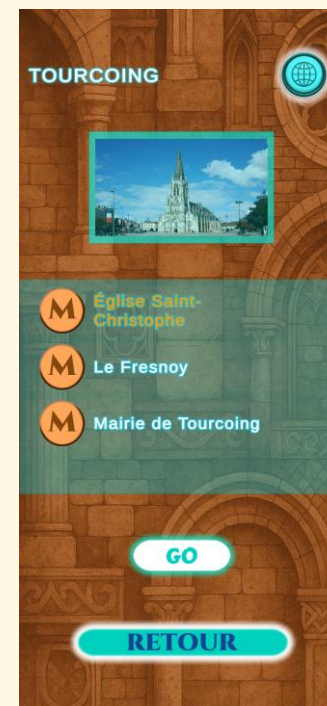 TOURCOING
M Église Saint-
Christophe
M Le Fresnoy
M Mairie de Tourcoing
GO
RETOUR